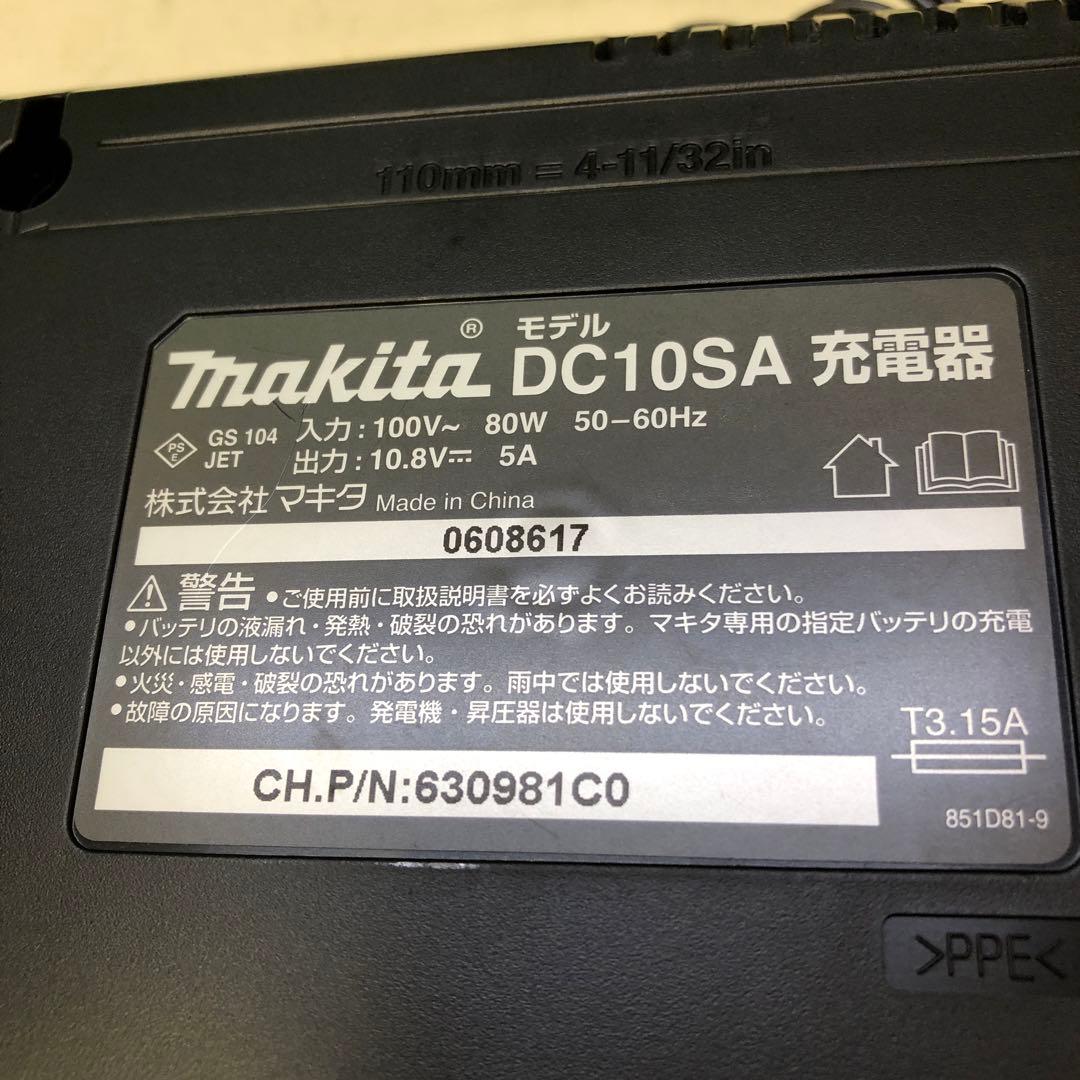 110mm = 4-11/32in
makita® モデル DC10SA 充電器
PSE GS 104 JET
入力:100V~ 80W 50-60Hz
出力:10.8V⎓ 5A
株式会社 マキタ Made in China
0608617
⚠ 警告 •ご使用前に取扱説明書を必ずよくお読みください。
•バッテリの液漏れ・発熱・破裂の恐れがあります。マキタ専用の指定バッテリの充電
以外には使用しないでください。
•火災・感電・破裂の恐れがあります。雨中では使用しないでください。
•故障の原因になります。発電機・昇圧器は使用しないでください。
T3.15A
CH.P/N:630981C0
851D81-9
>PPE<